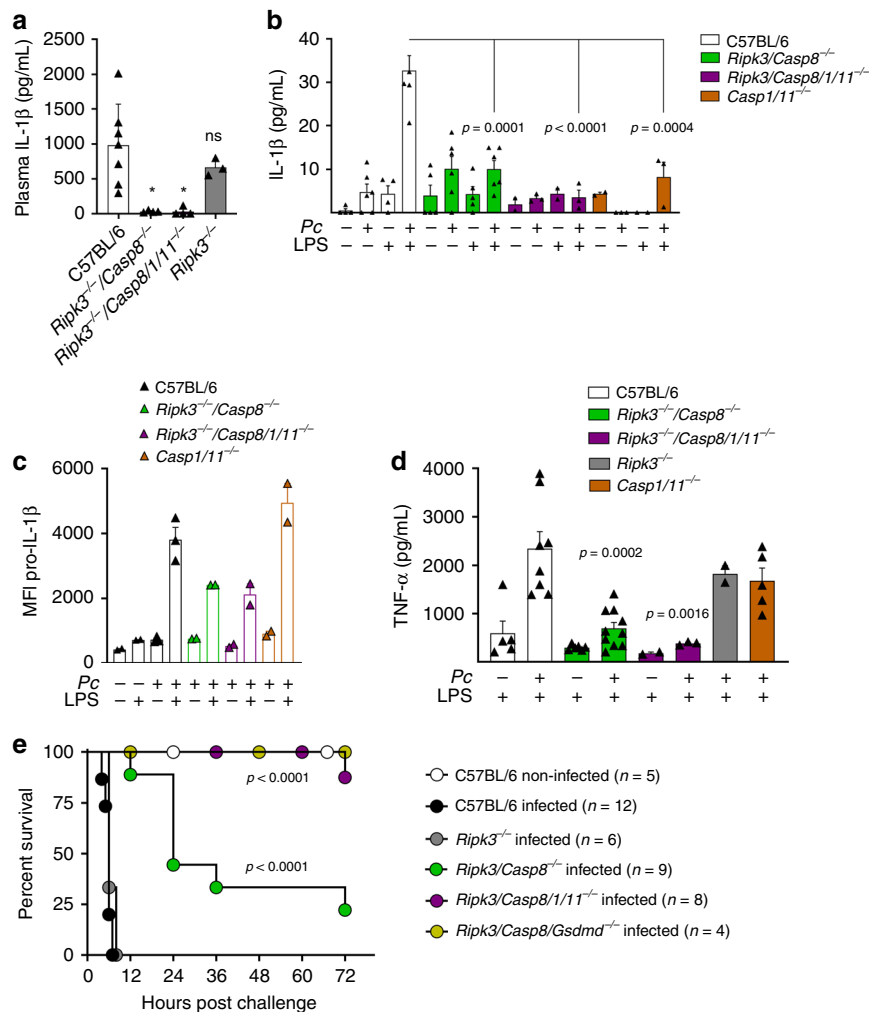 a
Plasma IL-1β (pg/mL)
2500
2000
1500
1000
500
0
* * ns
C57BL/6
Ripk3–/–/Casp8–/–
Ripk3–/–/Casp8/1/11–/–
Ripk3–/–
b
IL-1β (pg/mL)
40
30
20
10
0
p = 0.0001 p < 0.0001 p = 0.0004
C57BL/6
Ripk3/Casp8–/–
Ripk3/Casp8/1/11–/–
Casp1/11–/–
Pc – + – + – + – + – + – + – + – +
LPS – – + + – – + + – – + + – – + +
c
C57BL/6
Ripk3–/–/Casp8–/–
Ripk3–/–/Casp8/1/11–/–
Casp1/11–/–
MFI pro-IL-1β
6000
4000
2000
0
Pc – – + + + + + + + +
LPS – + – + – + – + – +
d
C57BL/6
Ripk3–/–/Casp8–/–
Ripk3–/–/Casp8/1/11–/–
Ripk3–/–
Casp1/11–/–
TNF-α (pg/mL)
4000
3000
2000
1000
0
p = 0.0002
p = 0.0016
Pc – + – + – + + +
LPS + + + + + + + +
e
Percent survival
100
75
50
25
0
p < 0.0001
p < 0.0001
0 12 24 36 48 60 72
Hours post challenge
C57BL/6 non-infected (n = 5)
C57BL/6 infected (n = 12)
Ripk3–/– infected (n = 6)
Ripk3/Casp8–/– infected (n = 9)
Ripk3/Casp8/1/11–/– infected (n = 8)
Ripk3/Casp8/Gsdmd–/– infected (n = 4)